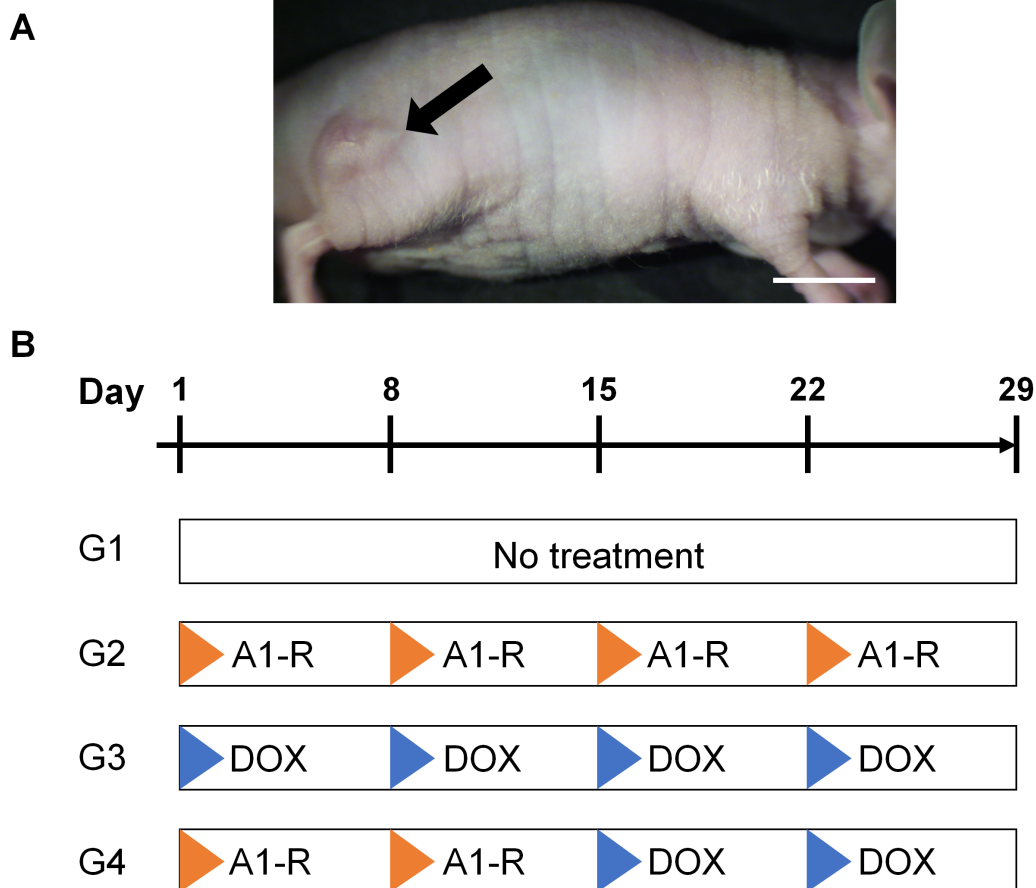 A
B
Day 1 8 15 22 29
G1 No treatment
G2 A1-R A1-R A1-R A1-R
G3 DOX DOX DOX DOX
G4 A1-R A1-R DOX DOX